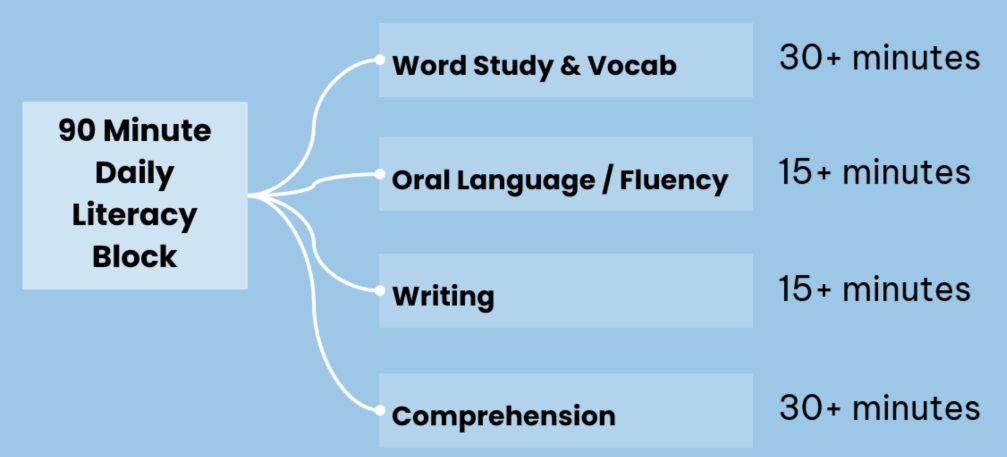 90 Minute
Daily
Literacy
Block
Word Study & Vocab
30+ minutes
Oral Language / Fluency
15+ minutes
Writing
15+ minutes
Comprehension
30+ minutes